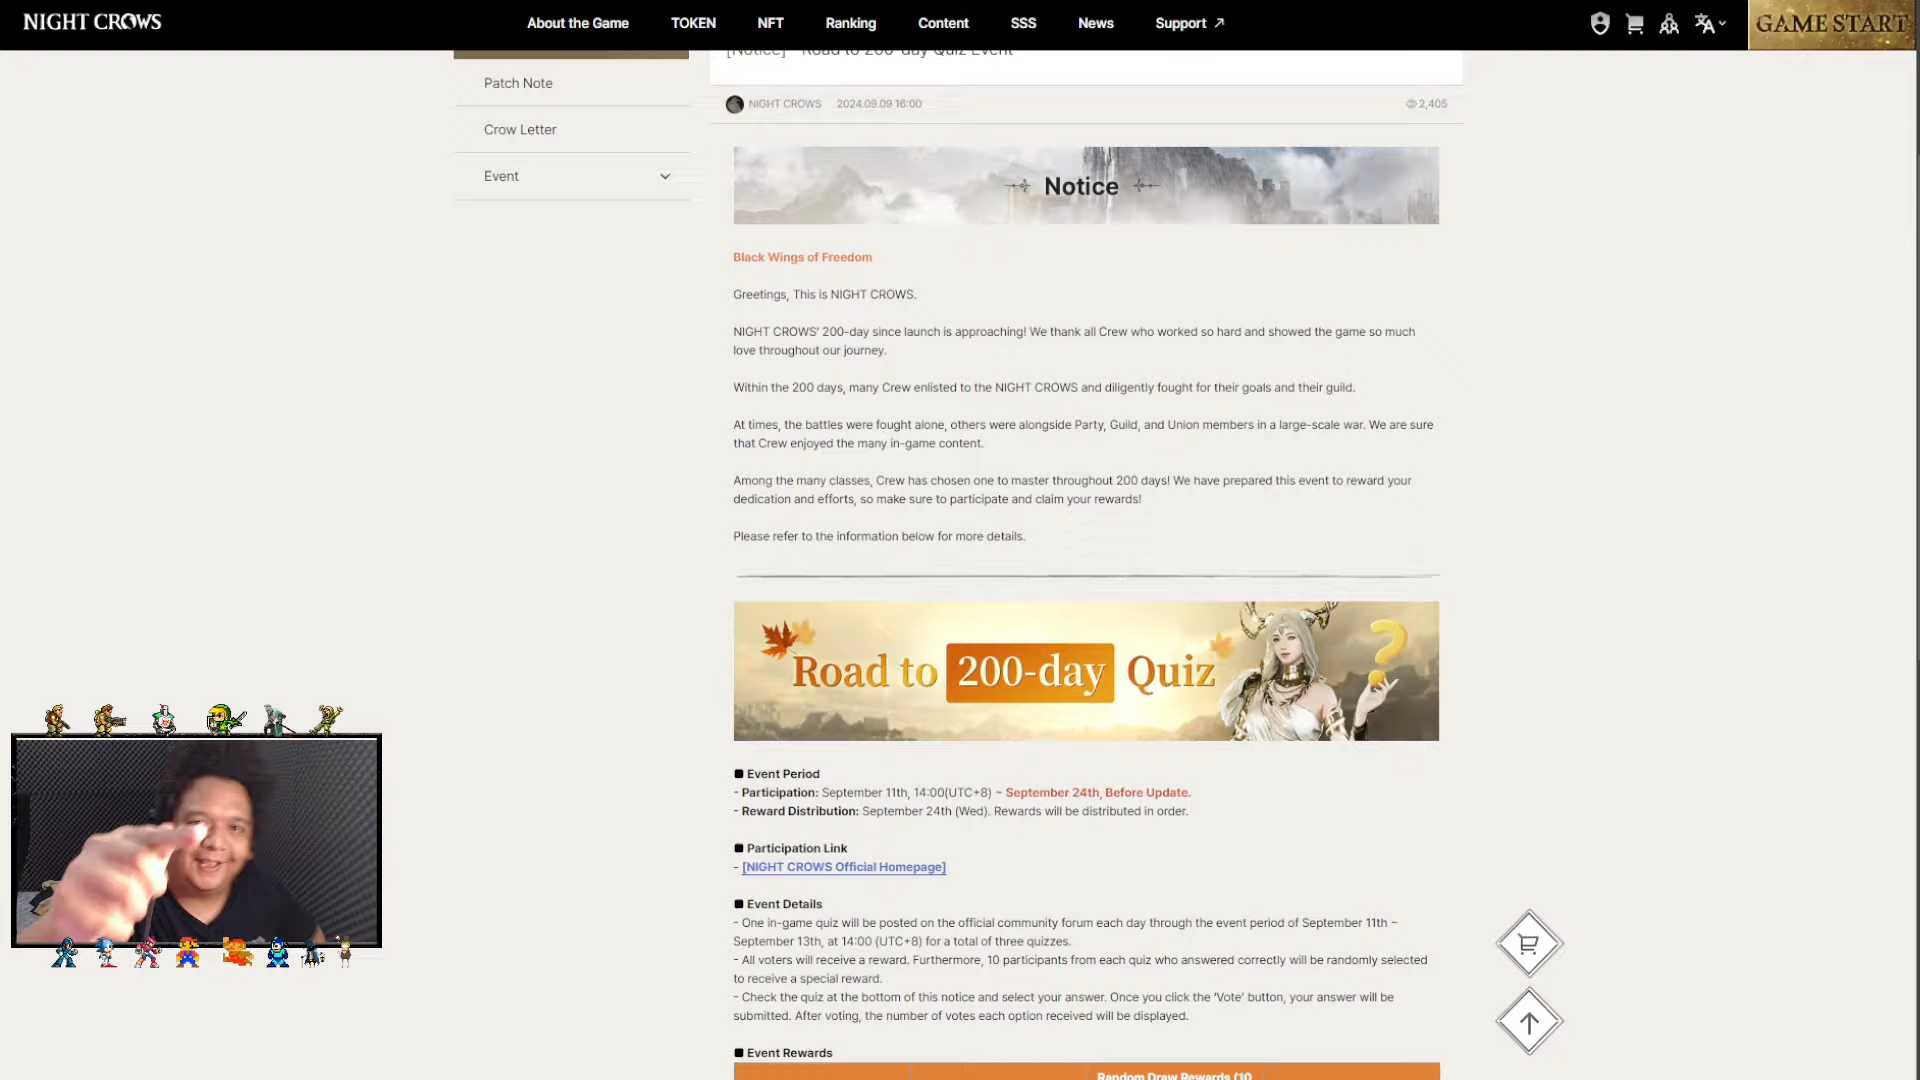 NIGHT CROWS
About the Game
TOKEN
NFT
Ranking
Content
SSS
News
Support
GAME START
[Notice] Road to 200-day Quiz Event
Patch Note
Crow Letter
Event
NIGHT CROWS 2024.09.09 16:00 2,405
Notice
Black Wings of Freedom
Greetings, This is NIGHT CROWS.
NIGHT CROWS' 200-day since launch is approaching! We thank all Crew who worked so hard and showed the game so much
love throughout our journey.
Within the 200 days, many Crew enlisted to the NIGHT CROWS and diligently fought for their goals and their guild.
At times, the battles were fought alone, others were alongside Party, Guild, and Union members in a large-scale war. We are sure
that Crew enjoyed the many in-game content.
Among the many classes, Crew has chosen one to master throughout 200 days! We have prepared this event to reward your
dedication and efforts, so make sure to participate and claim your rewards!
Please refer to the information below for more details.
Road to 200-day Quiz
■ Event Period
- Participation: September 11th, 14:00(UTC+8) ~ September 24th, Before Update.
- Reward Distribution: September 24th (Wed). Rewards will be distributed in order.
■ Participation Link
- [NIGHT CROWS Official Homepage]
■ Event Details
- One in-game quiz will be posted on the official community forum each day through the event period of September 11th ~
September 13th, at 14:00 (UTC+8) for a total of three quizzes.
- All voters will receive a reward. Furthermore, 10 participants from each quiz who answered correctly will be randomly selected
to receive a special reward.
- Check the quiz at the bottom of this notice and select your answer. Once you click the 'Vote' button, your answer will be
submitted. After voting, the number of votes each option received will be displayed.
■ Event Rewards
Random Draw Rewards (10